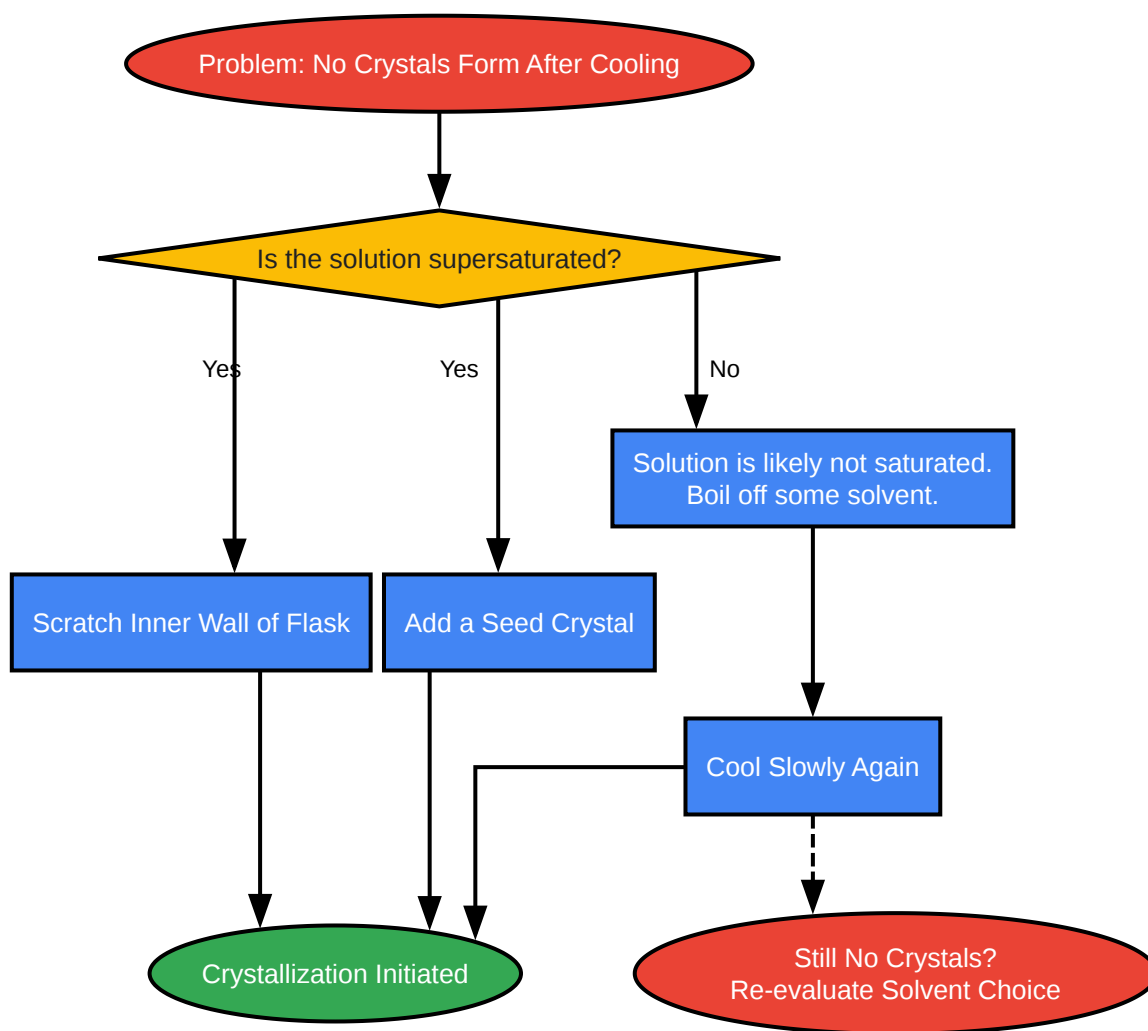 Problem: No Crystals Form After Cooling
Is the solution supersaturated?
Yes
Yes
No
Solution is likely not saturated.
Boil off some solvent.
Scratch Inner Wall of Flask
Add a Seed Crystal
Cool Slowly Again
Crystallization Initiated
Still No Crystals?
Re-evaluate Solvent Choice